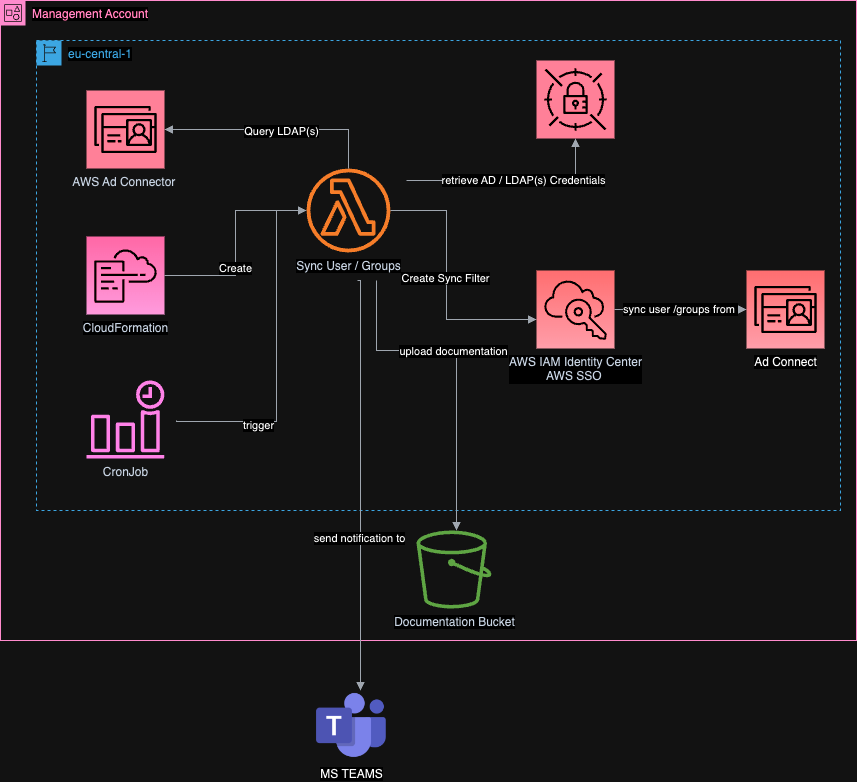 Management Account
eu-central-1
Query LDAP(s)
AWS Ad Connector
retrieve AD / LDAP(s) Credentials
Sync User / Groups
Create
Create Sync Filter
CloudFormation
sync user /groups from
upload documentation
AWS IAM Identity Center
AWS SSO
Ad Connect
trigger
CronJob
send notification to
Documentation Bucket
T
MS TEAMS